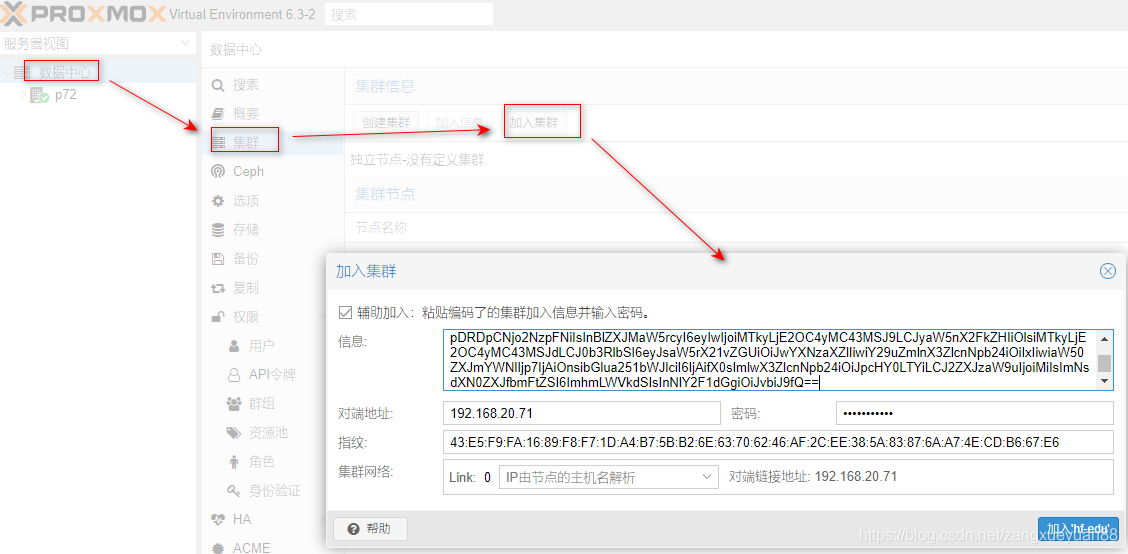 PROXMOX Virtual Environment 6.3-2 搜索
服务器视图
数据中心
p72
数据中心
搜索
概要
集群
Ceph
选项
存储
备份
复制
权限
用户
API令牌
群组
资源池
角色
身份验证
HA
ACME
集群信息
创建集群 加入信息 加入集群
独立节点-没有定义集群
集群节点
节点名称
加入集群
辅助加入：粘贴编码了的集群加入信息并输入密码。
信息:
对端地址: 192.168.20.71 密码: •••••••••••
指纹: 43:E5:F9:FA:16:89:F8:F7:1D:A4:B7:5B:B2:6E:63:70:62:46:AF:2C:EE:38:5A:83:87:6A:A7:4E:CD:B6:67:E6
集群网络: Link: 0 IP由节点的主机名解析 对端链接地址: 192.168.20.71
帮助
加入'hf-edu'
https://blog.csdn.net/zangxueyuan88